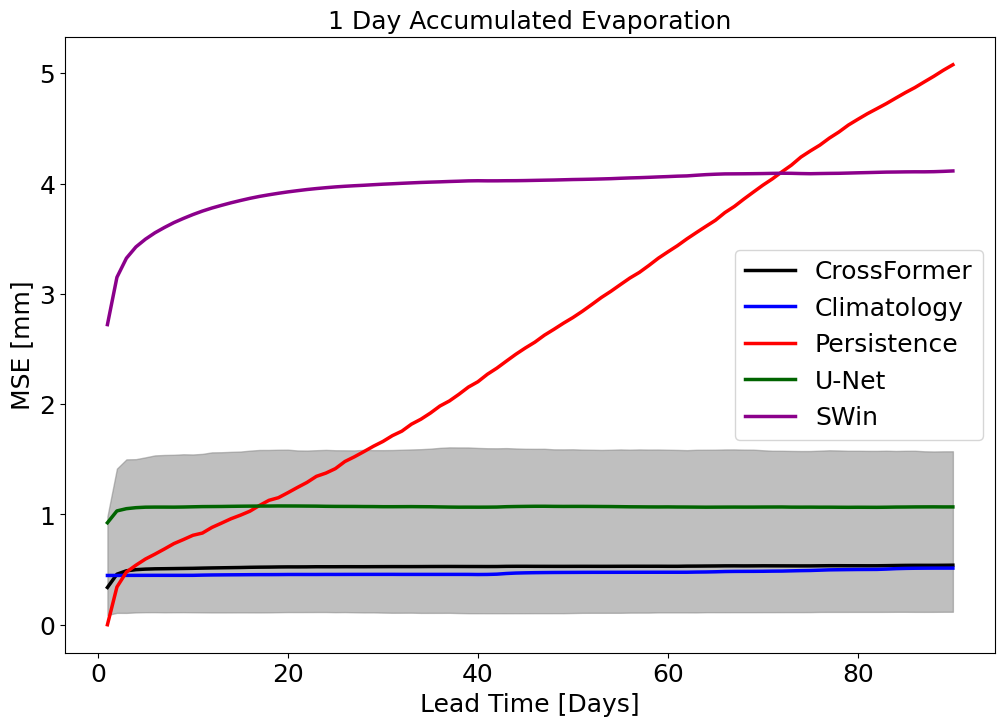 1 Day Accumulated Evaporation
MSE [mm]
5
4
3
2
1
0
CrossFormer
Climatology
Persistence
U-Net
SWin
0 20 40 60 80
Lead Time [Days]